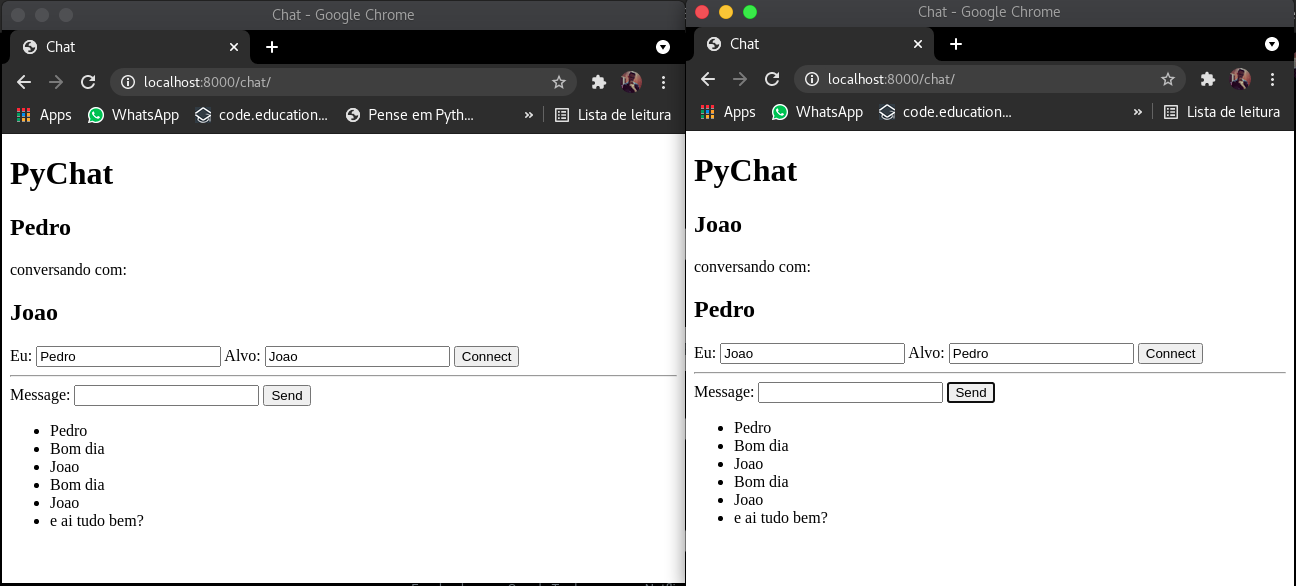 Chat - Google Chrome
Chat
localhost:8000/chat/
Apps WhatsApp code.education... Pense em Pyth... » Lista de leitura
PyChat
Pedro
conversando com:
Joao
Eu: Pedro Alvo: Joao Connect
Message: Send
Pedro
Bom dia
Joao
Bom dia
Joao
e ai tudo bem?
Chat - Google Chrome
Chat
localhost:8000/chat/
Apps WhatsApp code.education... » Lista de leitura
PyChat
Joao
conversando com:
Pedro
Eu: Joao Alvo: Pedro Connect
Message: Send
Pedro
Bom dia
Joao
Bom dia
Joao
e ai tudo bem?